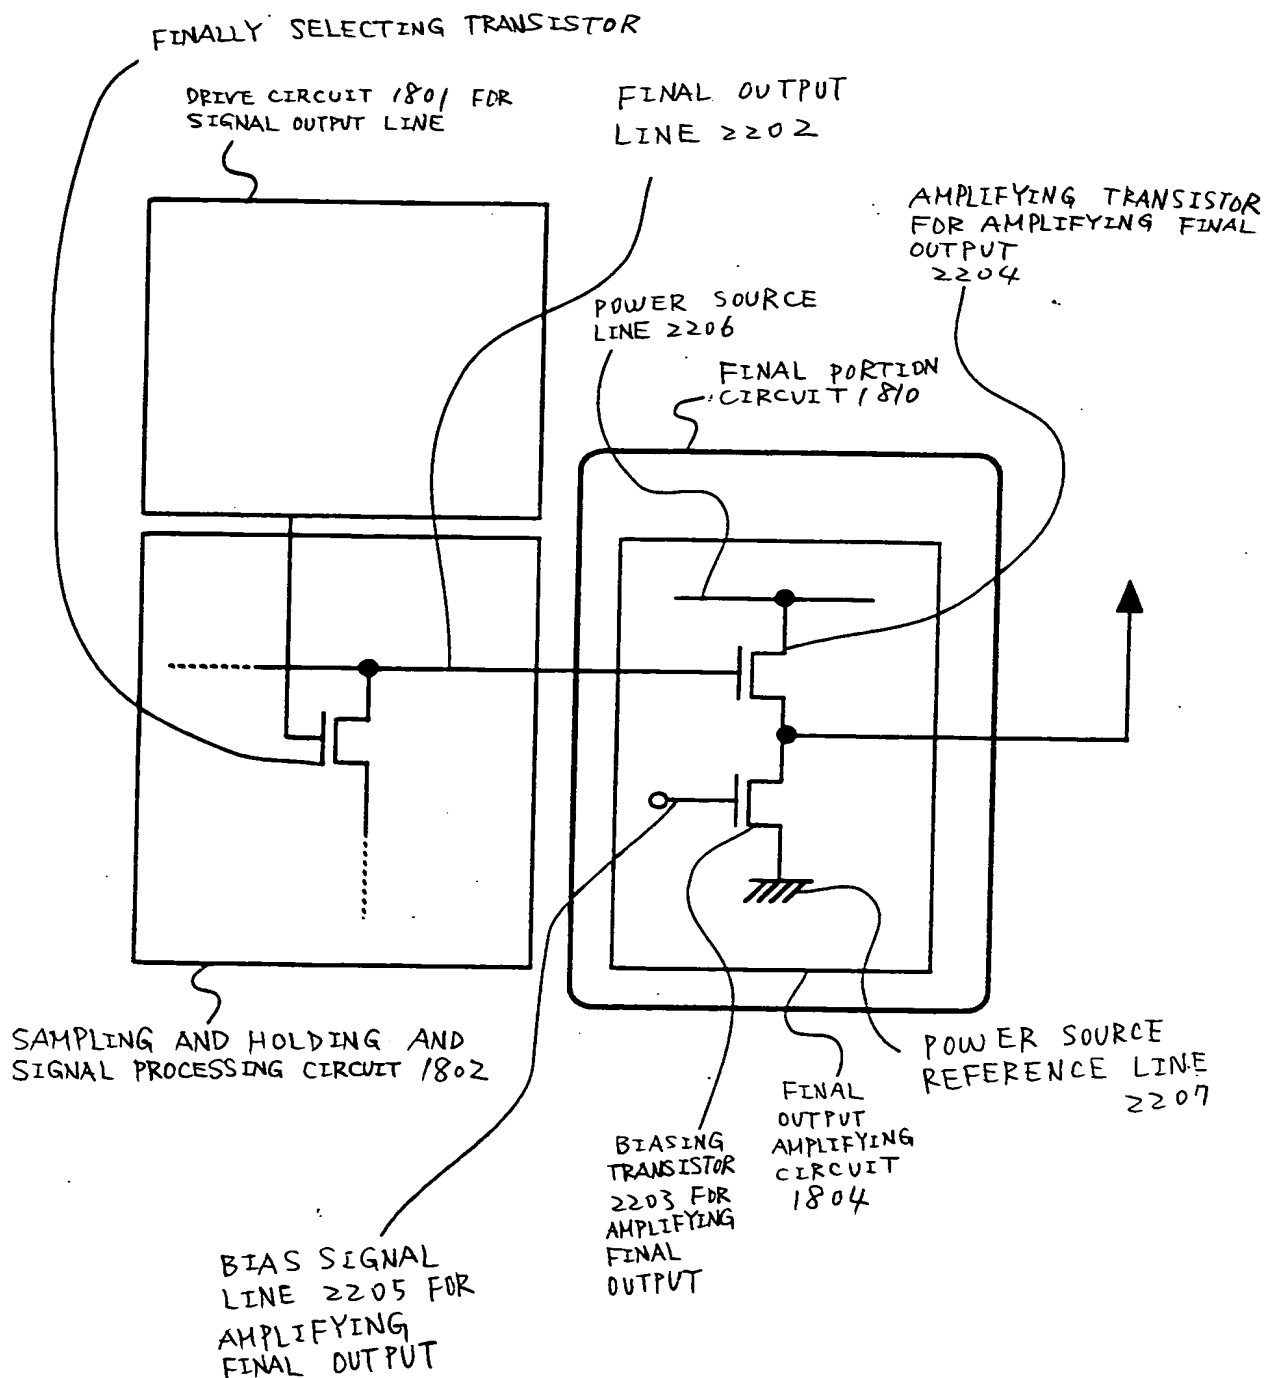 FINALLY SELECTING TRANSISTOR
DRIVE CIRCUIT 1801 FOR
SIGNAL OUTPUT LINE
FINAL OUTPUT
LINE 2202
AMPLIFYING TRANSISTOR
FOR AMPLIFYING FINAL
OUTPUT
2204
POWER SOURCE
LINE 2206
FINAL PORTION
CIRCUIT 1810
SAMPLING AND HOLDING AND
SIGNAL PROCESSING CIRCUIT 1802
POWER SOURCE
REFERENCE LINE
2207
FINAL
OUTPUT
AMPLIFYING
CIRCUIT
1804
BIASING
TRANSISTOR
2203 FOR
AMPLIFYING
FINAL
OUTPUT
BIAS SIGNAL
LINE 2205 FOR
AMPLIFYING
FINAL OUTPUT